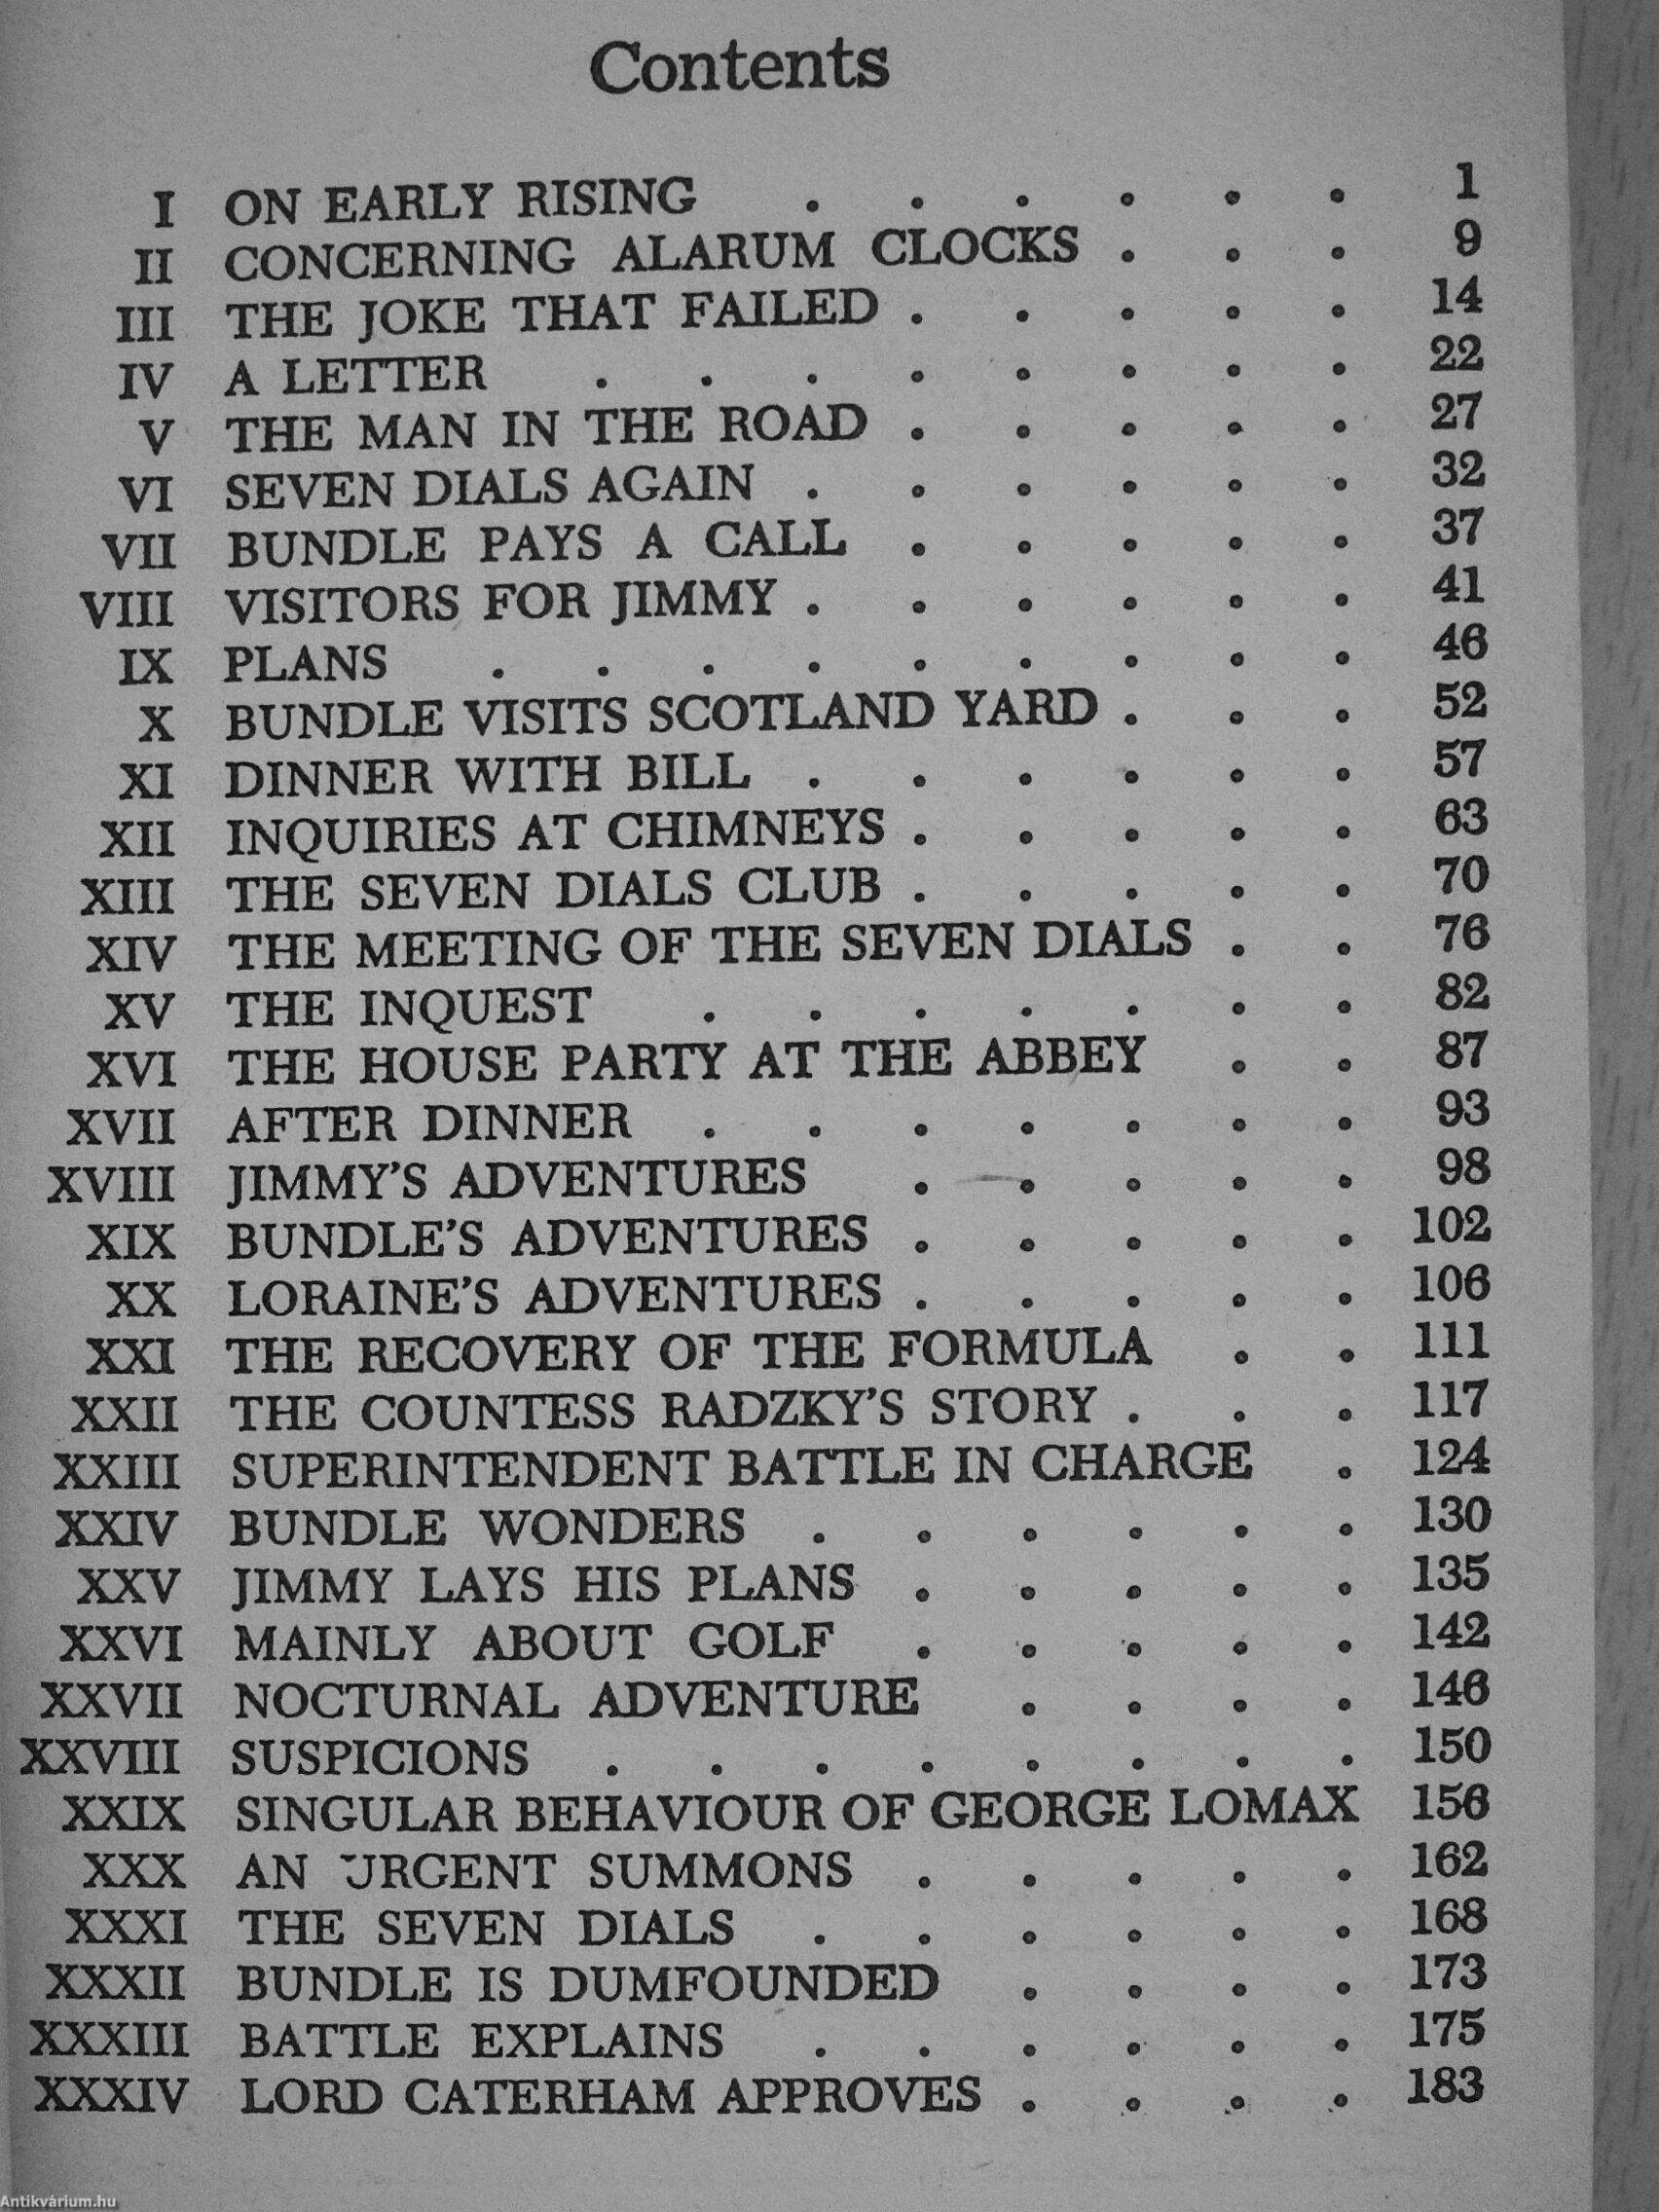 Contents
I ON EARLY RISING . . . . . . 1
II CONCERNING ALARUM CLOCKS . . . 9
III THE JOKE THAT FAILED . . . . . 14
IV A LETTER . . . . . . . . 22
V THE MAN IN THE ROAD . . . . . 27
VI SEVEN DIALS AGAIN . . . . . . 32
VII BUNDLE PAYS A CALL . . . . . 37
VIII VISITORS FOR JIMMY . . . . . . 41
IX PLANS . . . . . . . . . 46
X BUNDLE VISITS SCOTLAND YARD . . . 52
XI DINNER WITH BILL . . . . . . 57
XII INQUIRIES AT CHIMNEYS . . . . . 63
XIII THE SEVEN DIALS CLUB . . . . . 70
XIV THE MEETING OF THE SEVEN DIALS . . 76
XV THE INQUEST . . . . . . . 82
XVI THE HOUSE PARTY AT THE ABBEY . . 87
XVII AFTER DINNER . . . . . . . 93
XVIII JIMMY'S ADVENTURES . . . . . 98
XIX BUNDLE'S ADVENTURES . . . . . 102
XX LORAINE'S ADVENTURES . . . . . 106
XXI THE RECOVERY OF THE FORMULA . . 111
XXII THE COUNTESS RADZKY'S STORY . . . 117
XXIII SUPERINTENDENT BATTLE IN CHARGE . 124
XXIV BUNDLE WONDERS . . . . . . 130
XXV JIMMY LAYS HIS PLANS . . . . . 135
XXVI MAINLY ABOUT GOLF . . . . . 142
XXVII NOCTURNAL ADVENTURE . . . . 146
XXVIII SUSPICIONS . . . . . . . . 150
XXIX SINGULAR BEHAVIOUR OF GEORGE LOMAX 156
XXX AN URGENT SUMMONS . . . . . 162
XXXI THE SEVEN DIALS . . . . . . 168
XXXII BUNDLE IS DUMFOUNDED . . . . 173
XXXIII BATTLE EXPLAINS . . . . . . 175
XXXIV LORD CATERHAM APPROVES . . . . 183
Antikvárium.hu